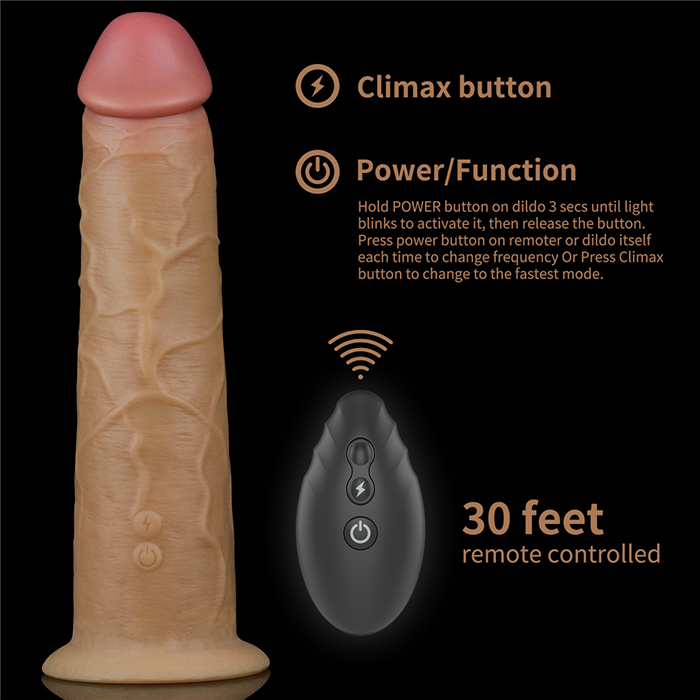 Climax button
Power/Function
Hold POWER button on dildo 3 secs until light
blinks to activate it, then release the button.
Press power button on remoter or dildo itself
each time to change frequency Or Press Climax
button to change to the fastest mode.
30 feet
remote controlled